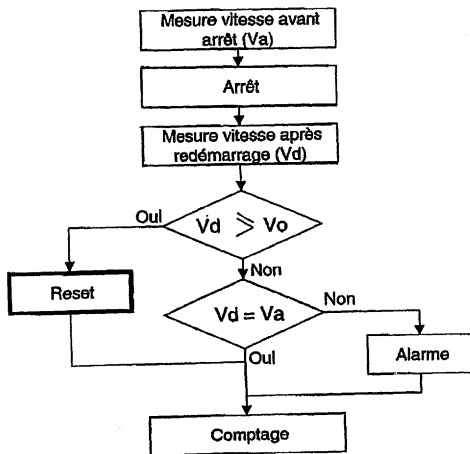 Mesure vitesse avant
arrêt (Va)
Arrêt
Mesure vitesse après
redémarrage (Vd)
Oui
Vd ⩾ Vo
Non
Reset
Vd = Va
Non
Oui
Alarme
Comptage